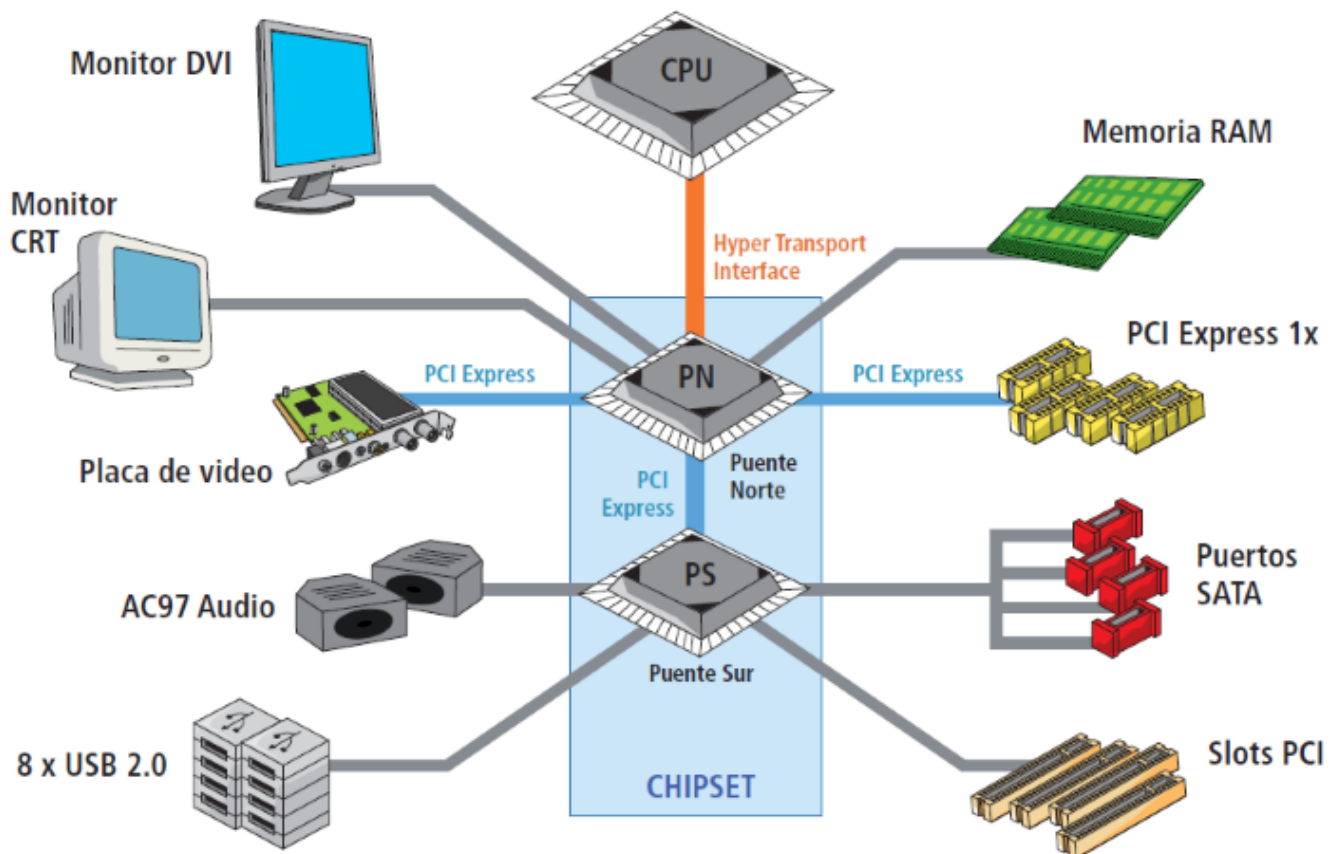 Monitor DVI
CPU
Memoria RAM
Monitor
CRT
Hyper Transport
Interface
PCI Express 1x
PCI Express
PN
PCI Express
Placa de video
PCI
Express
Puente
Norte
AC97 Audio
PS
Puertos
SATA
Puente Sur
8 x USB 2.0
Slots PCI
CHIPSET